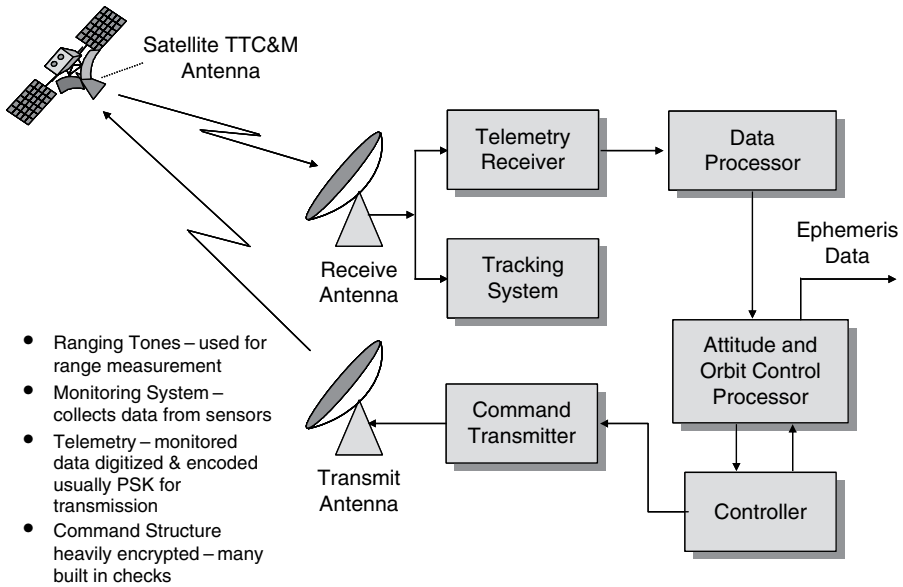 Satellite TTC&M
Antenna
Telemetry
Receiver
Data
Processor
Ephemeris
Data
Receive
Antenna
Tracking
System
Attitude and
Orbit Control
Processor
Command
Transmitter
Transmit
Antenna
Controller
• Ranging Tones – used for
range measurement
• Monitoring System –
collects data from sensors
• Telemetry – monitored
data digitized & encoded
usually PSK for
transmission
• Command Structure
heavily encrypted – many
built in checks